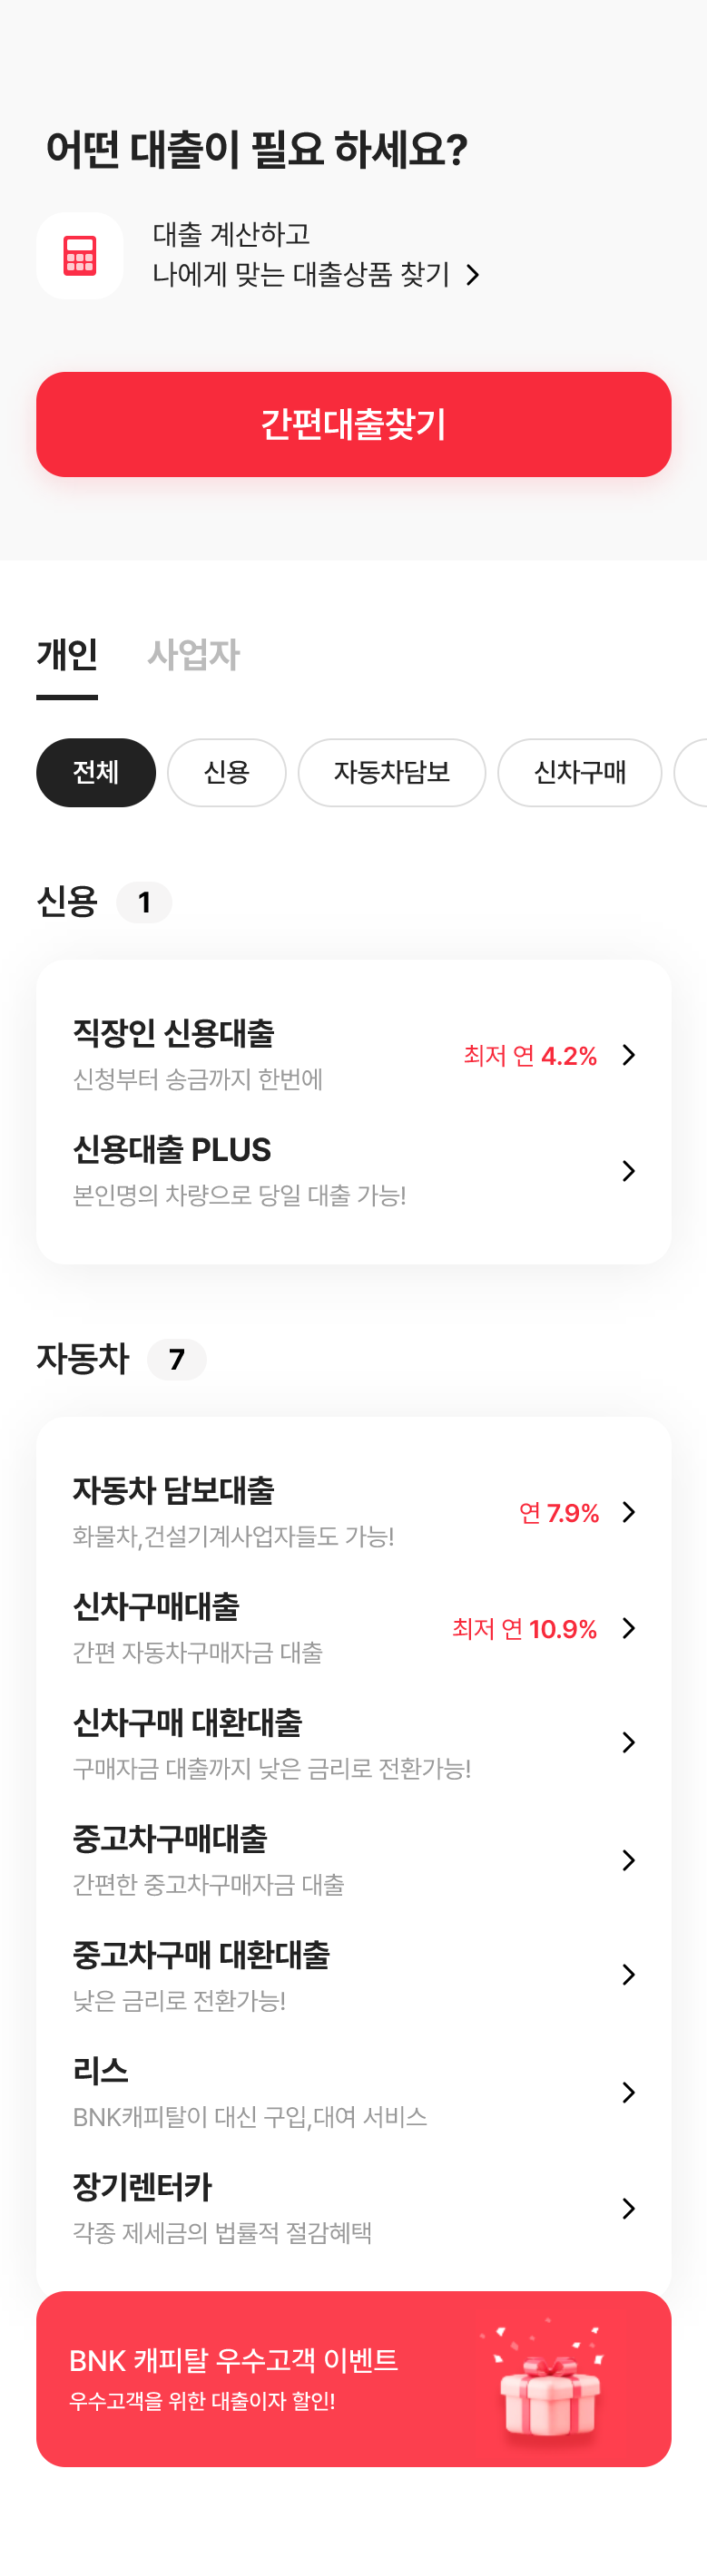 어떤 대출이 필요 하세요?
대출 계산하고
나에게 맞는 대출상품 찾기
간편대출찾기
개인 사업자
전체 신용 자동차담보 신차구매
신용 1
직장인 신용대출
신청부터 송금까지 한번에
최저 연 4.2%
신용대출 PLUS
본인명의 차량으로 당일 대출 가능!
자동차 7
자동차 담보대출
화물차,건설기계사업자들도 가능!
연 7.9%
신차구매대출
간편 자동차구매자금 대출
최저 연 10.9%
신차구매 대환대출
구매자금 대출까지 낮은 금리로 전환가능!
중고차구매대출
간편한 중고차구매자금 대출
중고차구매 대환대출
낮은 금리로 전환가능!
리스
BNK캐피탈이 대신 구입,대여 서비스
장기렌터카
각종 제세금의 법률적 절감혜택
BNK 캐피탈 우수고객 이벤트
우수고객을 위한 대출이자 할인!